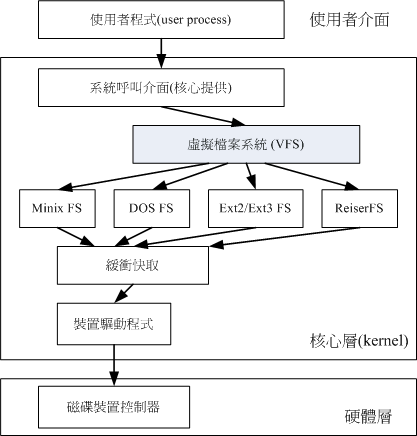 使用者程式(user process)
使用者介面
系統呼叫介面(核心提供)
虛擬檔案系統 (VFS)
Minix FS
DOS FS
Ext2/Ext3 FS
ReiserFS
緩衝快取
裝置驅動程式
核心層(kernel)
磁碟裝置控制器
硬體層